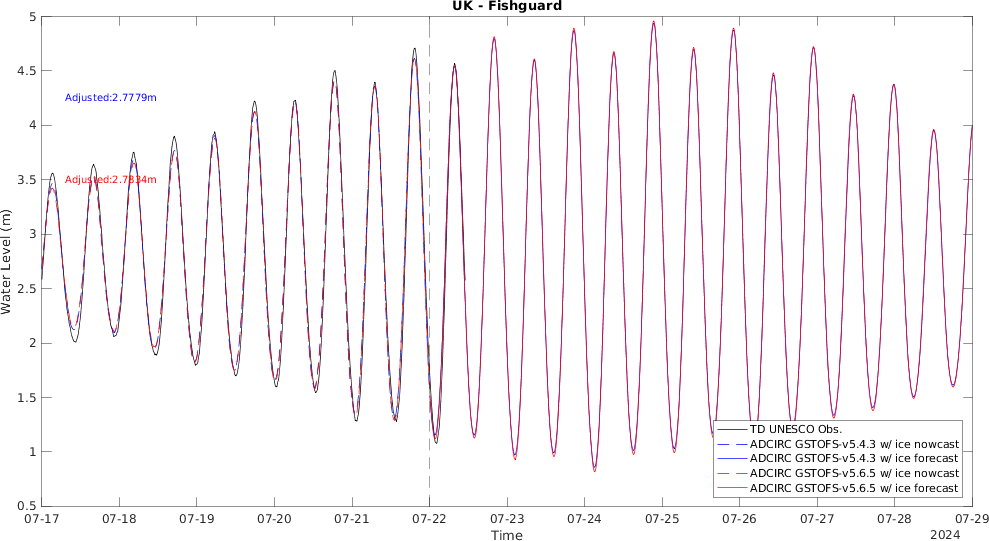 UK - Fishguard
5
4.5
4
3.5
3
2.5
2
1.5
1
0.5
Water Level (m)
Adjusted:2.7779m
Adjusted:2.7834m
TD UNESCO Obs.
ADCIRC GSTOFS-v5.4.3 w/ ice nowcast
ADCIRC GSTOFS-v5.4.3 w/ ice forecast
ADCIRC GSTOFS-v5.6.5 w/ ice nowcast
ADCIRC GSTOFS-v5.6.5 w/ ice forecast
07-17 07-18 07-19 07-20 07-21 07-22 07-23 07-24 07-25 07-26 07-27 07-28 07-29
Time
2024